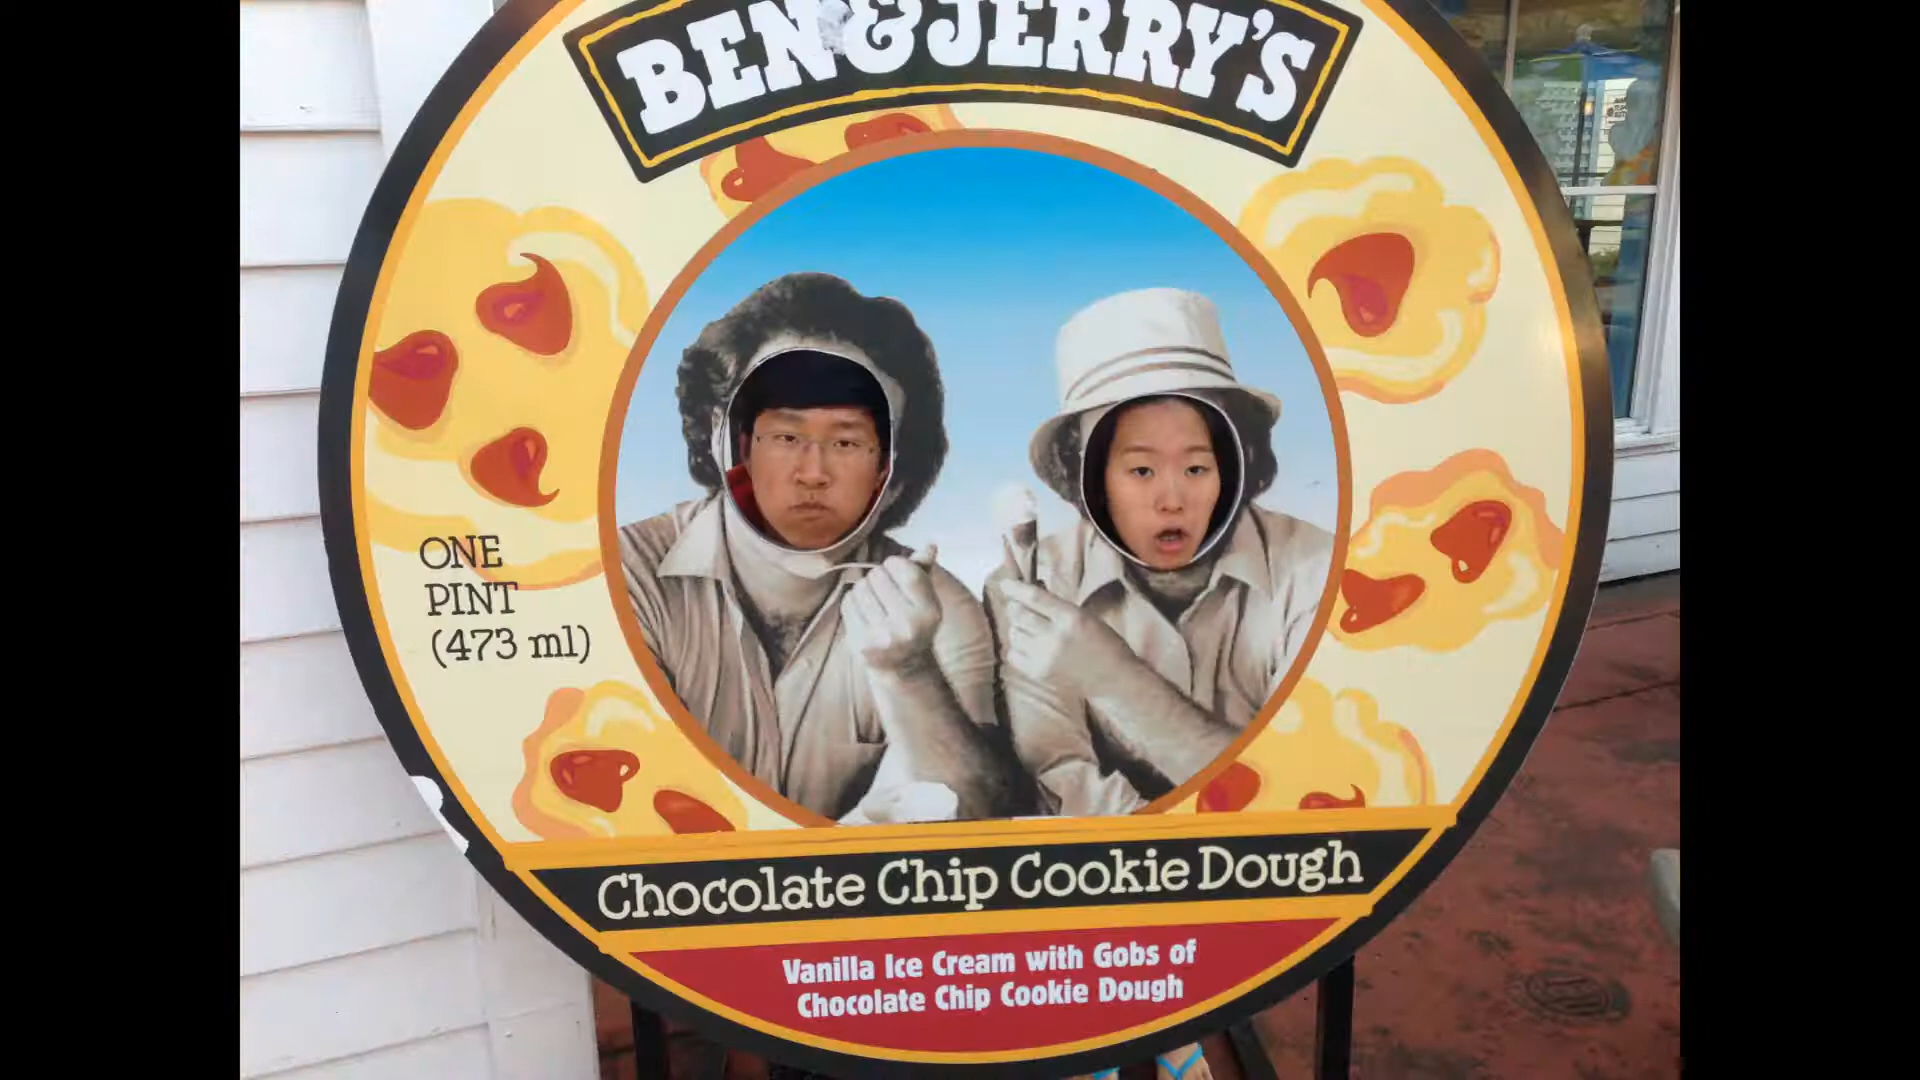 BEN&JERRY'S
ONE
PINT
(473 ml)
Chocolate Chip Cookie Dough
Vanilla Ice Cream with Gobs of
Chocolate Chip Cookie Dough